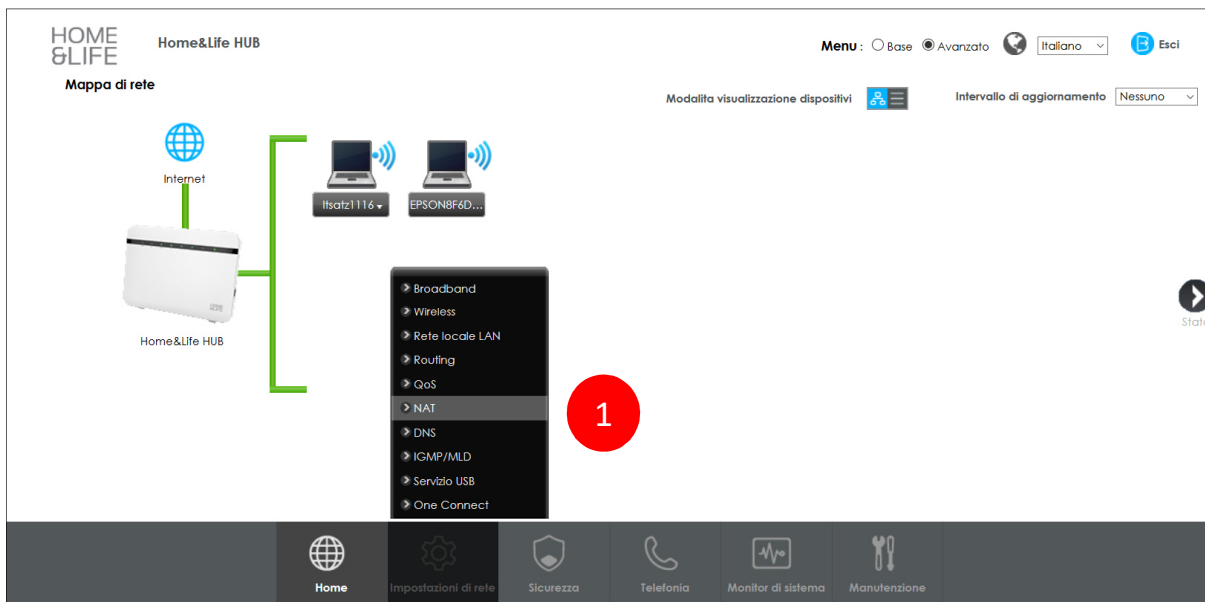 HOME
&LIFE
Home&Life HUB
Menu : Base Avanzato Italiano Esci
Mappa di rete
Modalita visualizzazione dispositivi
Intervallo di aggiornamento Nessuno
Internet
ltsatz1116
EPSON8F6D...
Home&Life HUB
Broadband
Wireless
Rete locale LAN
Routing
QoS
NAT
DNS
IGMP/MLD
Servizio USB
One Connect
1
Stato
Home
Impostazioni di rete
Sicurezza
Telefonia
Monitor di sistema
Manutenzione